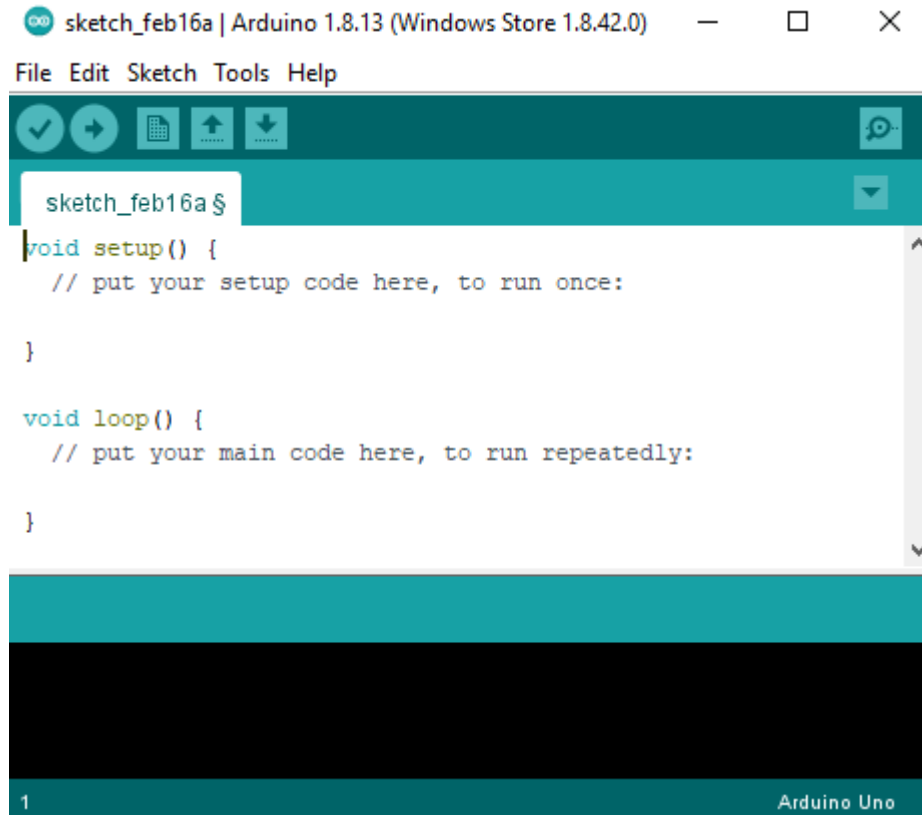 sketch_feb16a | Arduino 1.8.13 (Windows Store 1.8.42.0)
File Edit Sketch Tools Help
sketch_feb16a §
void setup() {
  // put your setup code here, to run once:
}
void loop() {
  // put your main code here, to run repeatedly:
}
1 Arduino Uno